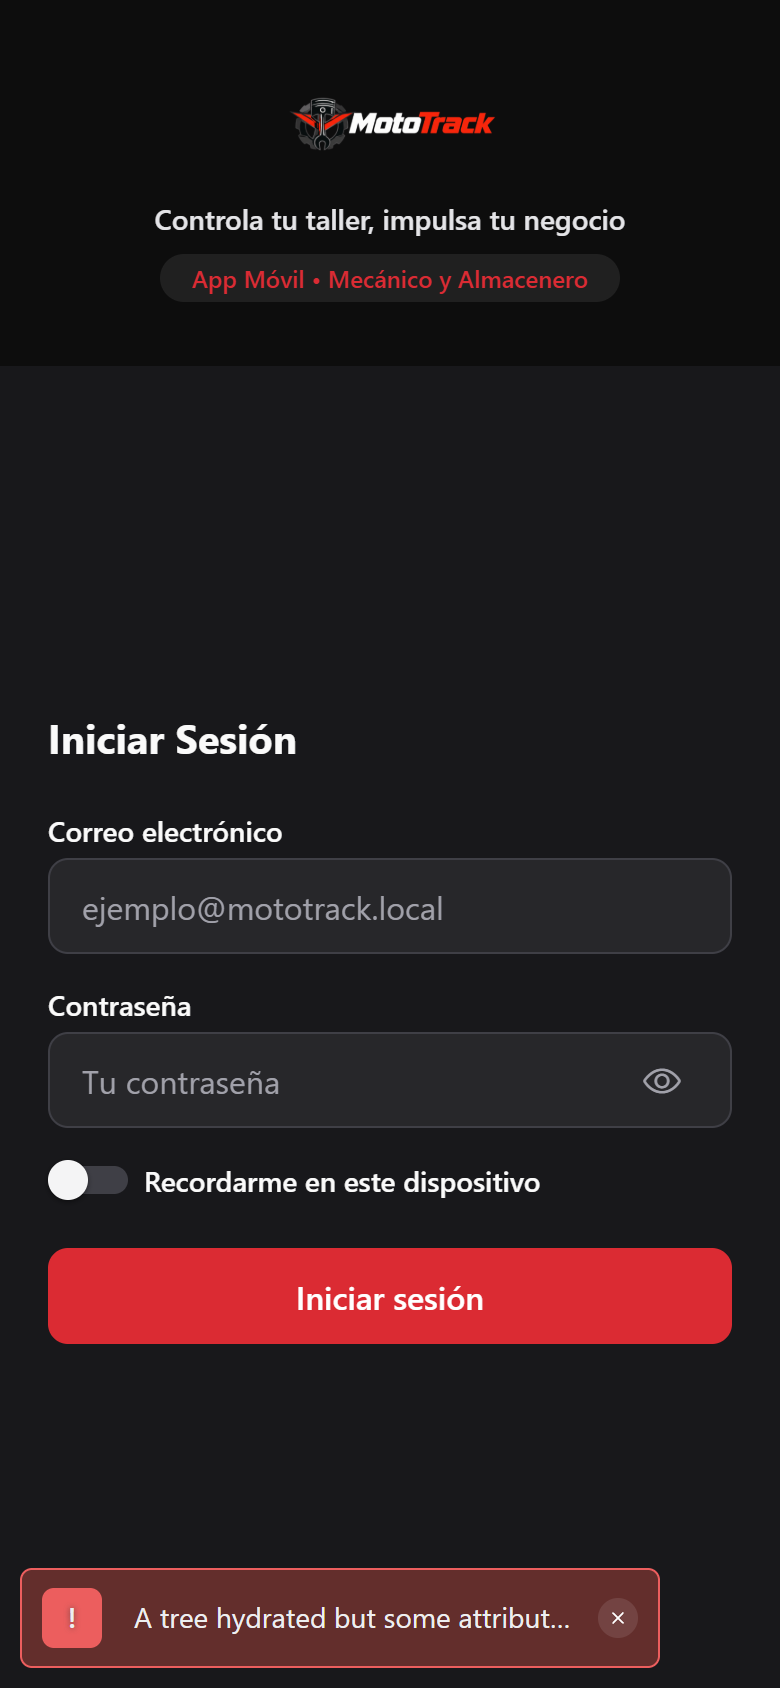 MotoTrack
Controla tu taller, impulsa tu negocio
App Móvil • Mecánico y Almacenero
Iniciar Sesión
Correo electrónico
ejemplo@mototrack.local
Contraseña
Tu contraseña
Recordarme en este dispositivo
Iniciar sesión
! A tree hydrated but some attribut...